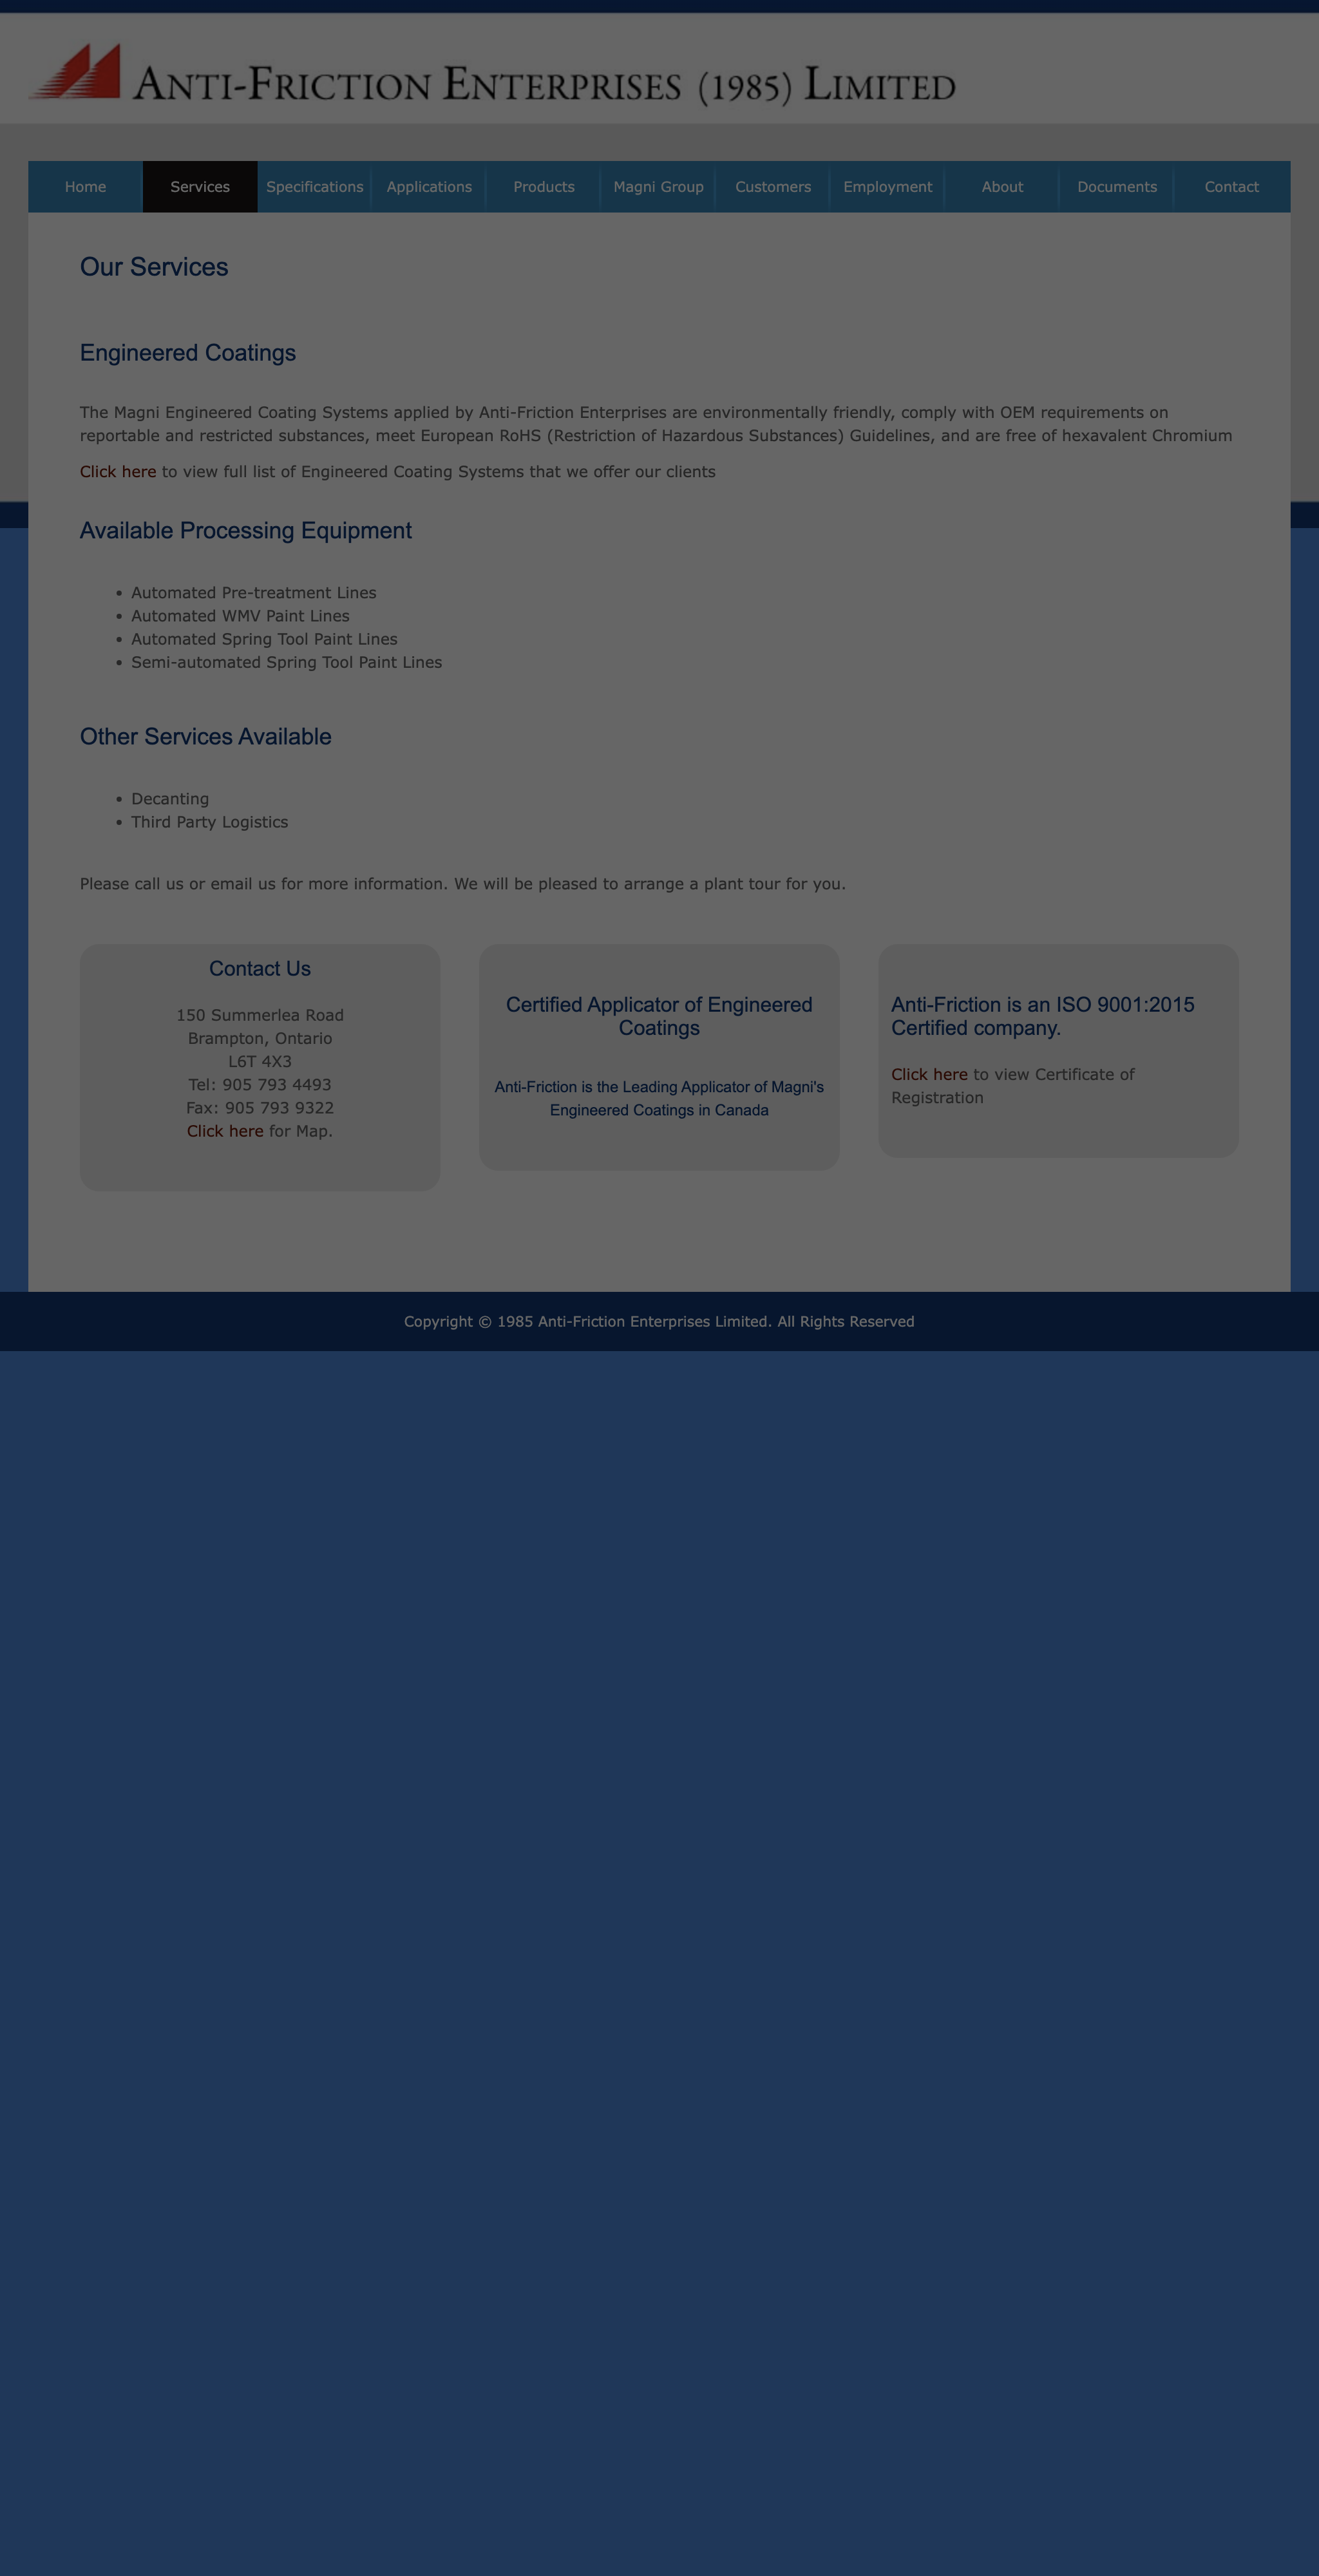 ANTI-FRICTION ENTERPRISES (1985) LIMITED
Home Services Specifications Applications Products Magni Group Customers Employment About Documents Contact
Our Services
Engineered Coatings
The Magni Engineered Coating Systems applied by Anti-Friction Enterprises are environmentally friendly, comply with OEM requirements on
reportable and restricted substances, meet European RoHS (Restriction of Hazardous Substances) Guidelines, and are free of hexavalent Chromium
Click here to view full list of Engineered Coating Systems that we offer our clients
Available Processing Equipment
• Automated Pre-treatment Lines
• Automated WMV Paint Lines
• Automated Spring Tool Paint Lines
• Semi-automated Spring Tool Paint Lines
Other Services Available
• Decanting
• Third Party Logistics
Please call us or email us for more information. We will be pleased to arrange a plant tour for you.
Contact Us
150 Summerlea Road
Brampton, Ontario
L6T 4X3
Tel: 905 793 4493
Fax: 905 793 9322
Click here for Map.
Certified Applicator of Engineered
Coatings
Anti-Friction is the Leading Applicator of Magni's
Engineered Coatings in Canada
Anti-Friction is an ISO 9001:2015
Certified company.
Click here to view Certificate of
Registration
Copyright © 1985 Anti-Friction Enterprises Limited. All Rights Reserved